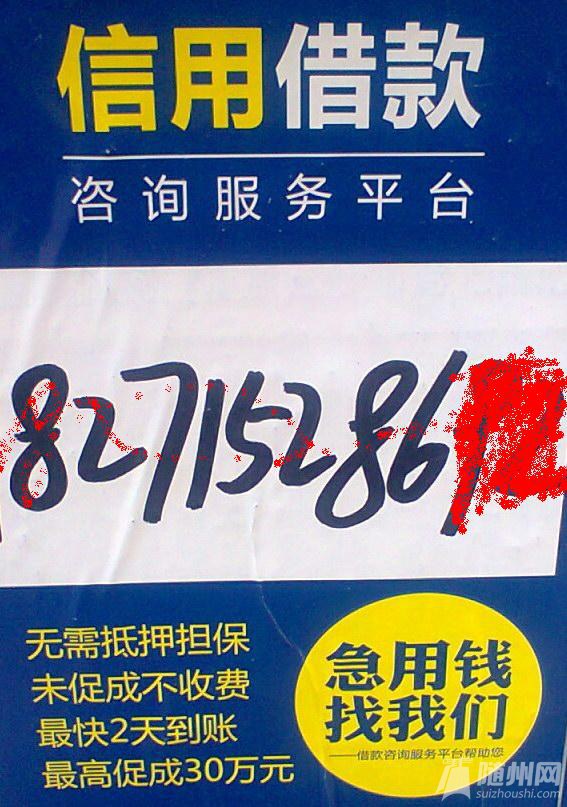 信用借款
咨询服务平台
82715286
无需抵押担保
未促成不收费
最快2天到账
最高促成30万元
急用钱
找我们
——借款咨询服务平台帮助您
随州网
suizhoushi.com